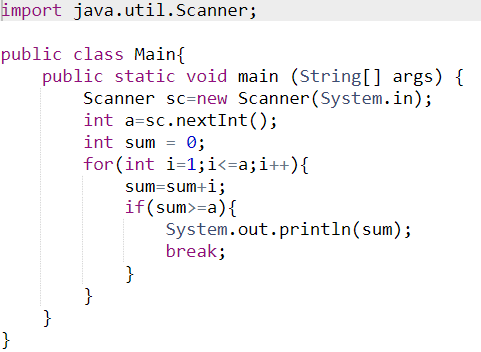 import java.util.Scanner;
public class Main{
    public static void main (String[] args) {
        Scanner sc=new Scanner(System.in);
        int a=sc.nextInt();
        int sum = 0;
        for(int i=1;i<=a;i++){
            sum=sum+i;
            if(sum>=a){
                System.out.println(sum);
                break;
            }
        }
    }
}